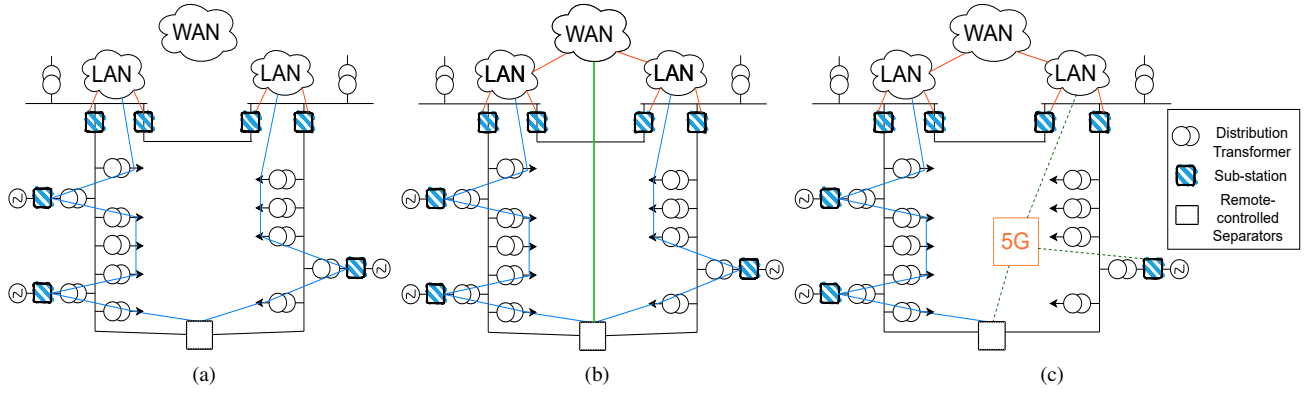 WAN
LAN
LAN
(a)
WAN
LAN
LAN
(b)
WAN
LAN
LAN
5G
(c)
Distribution
Transformer
Sub-station
Remote-
controlled
Separators